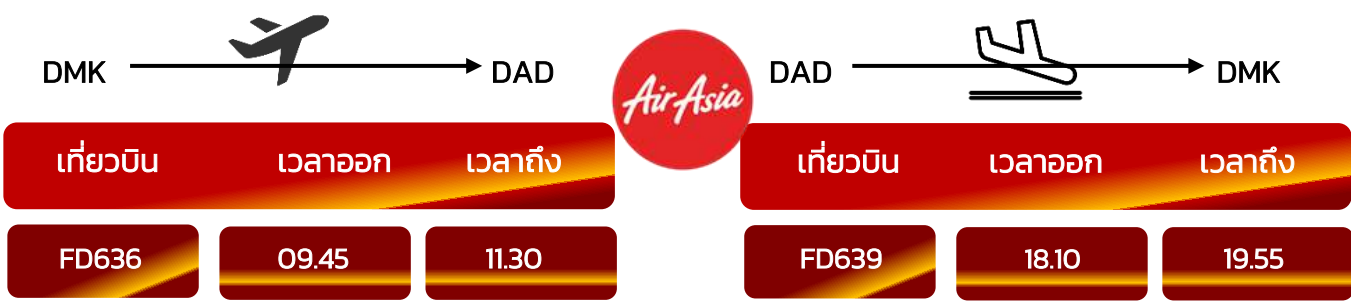 DMK DAD
เที่ยวบิน เวลาออก เวลาถึง
FD636 09.45 11.30
AirAsia
DAD DMK
เที่ยวบิน เวลาออก เวลาถึง
FD639 18.10 19.55